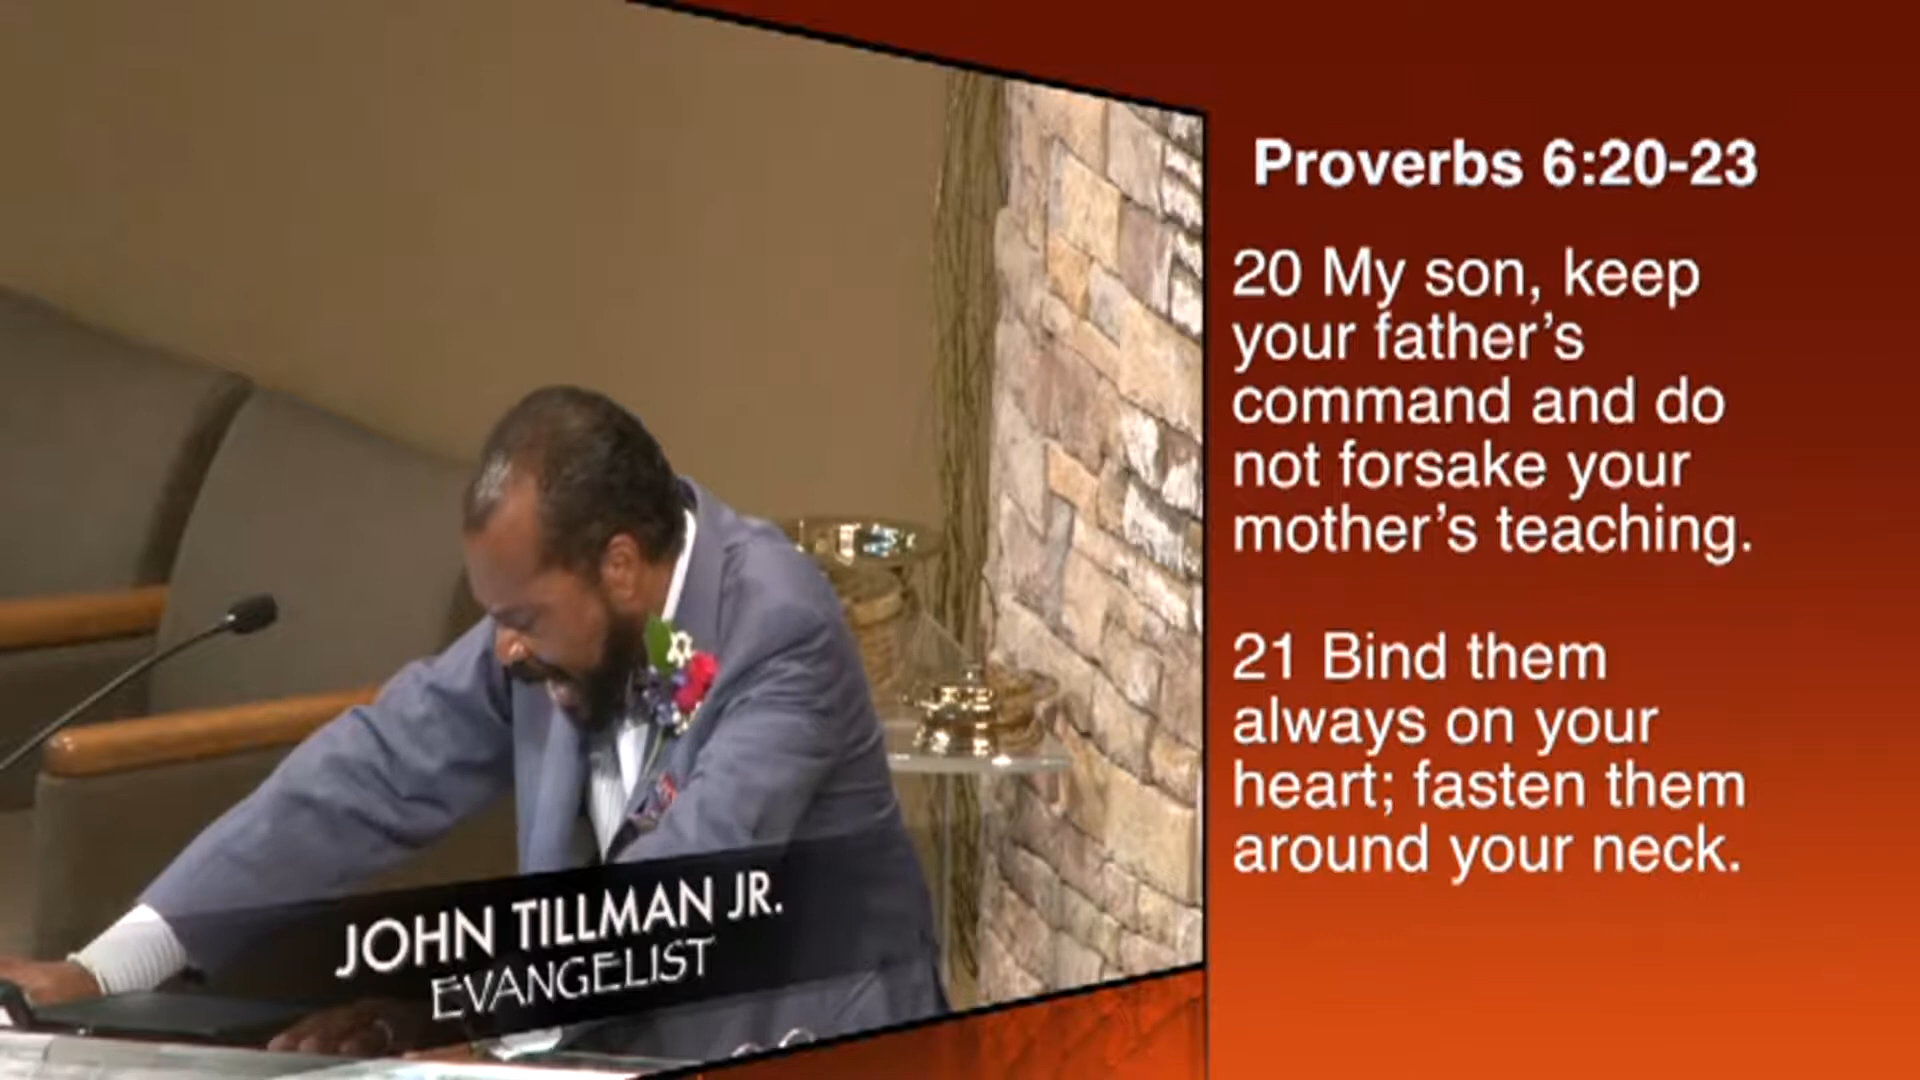 JOHN TILLMAN JR.
EVANGELIST
Proverbs 6:20-23
20 My son, keep
your father’s
command and do
not forsake your
mother’s teaching.
21 Bind them
always on your
heart; fasten them
around your neck.